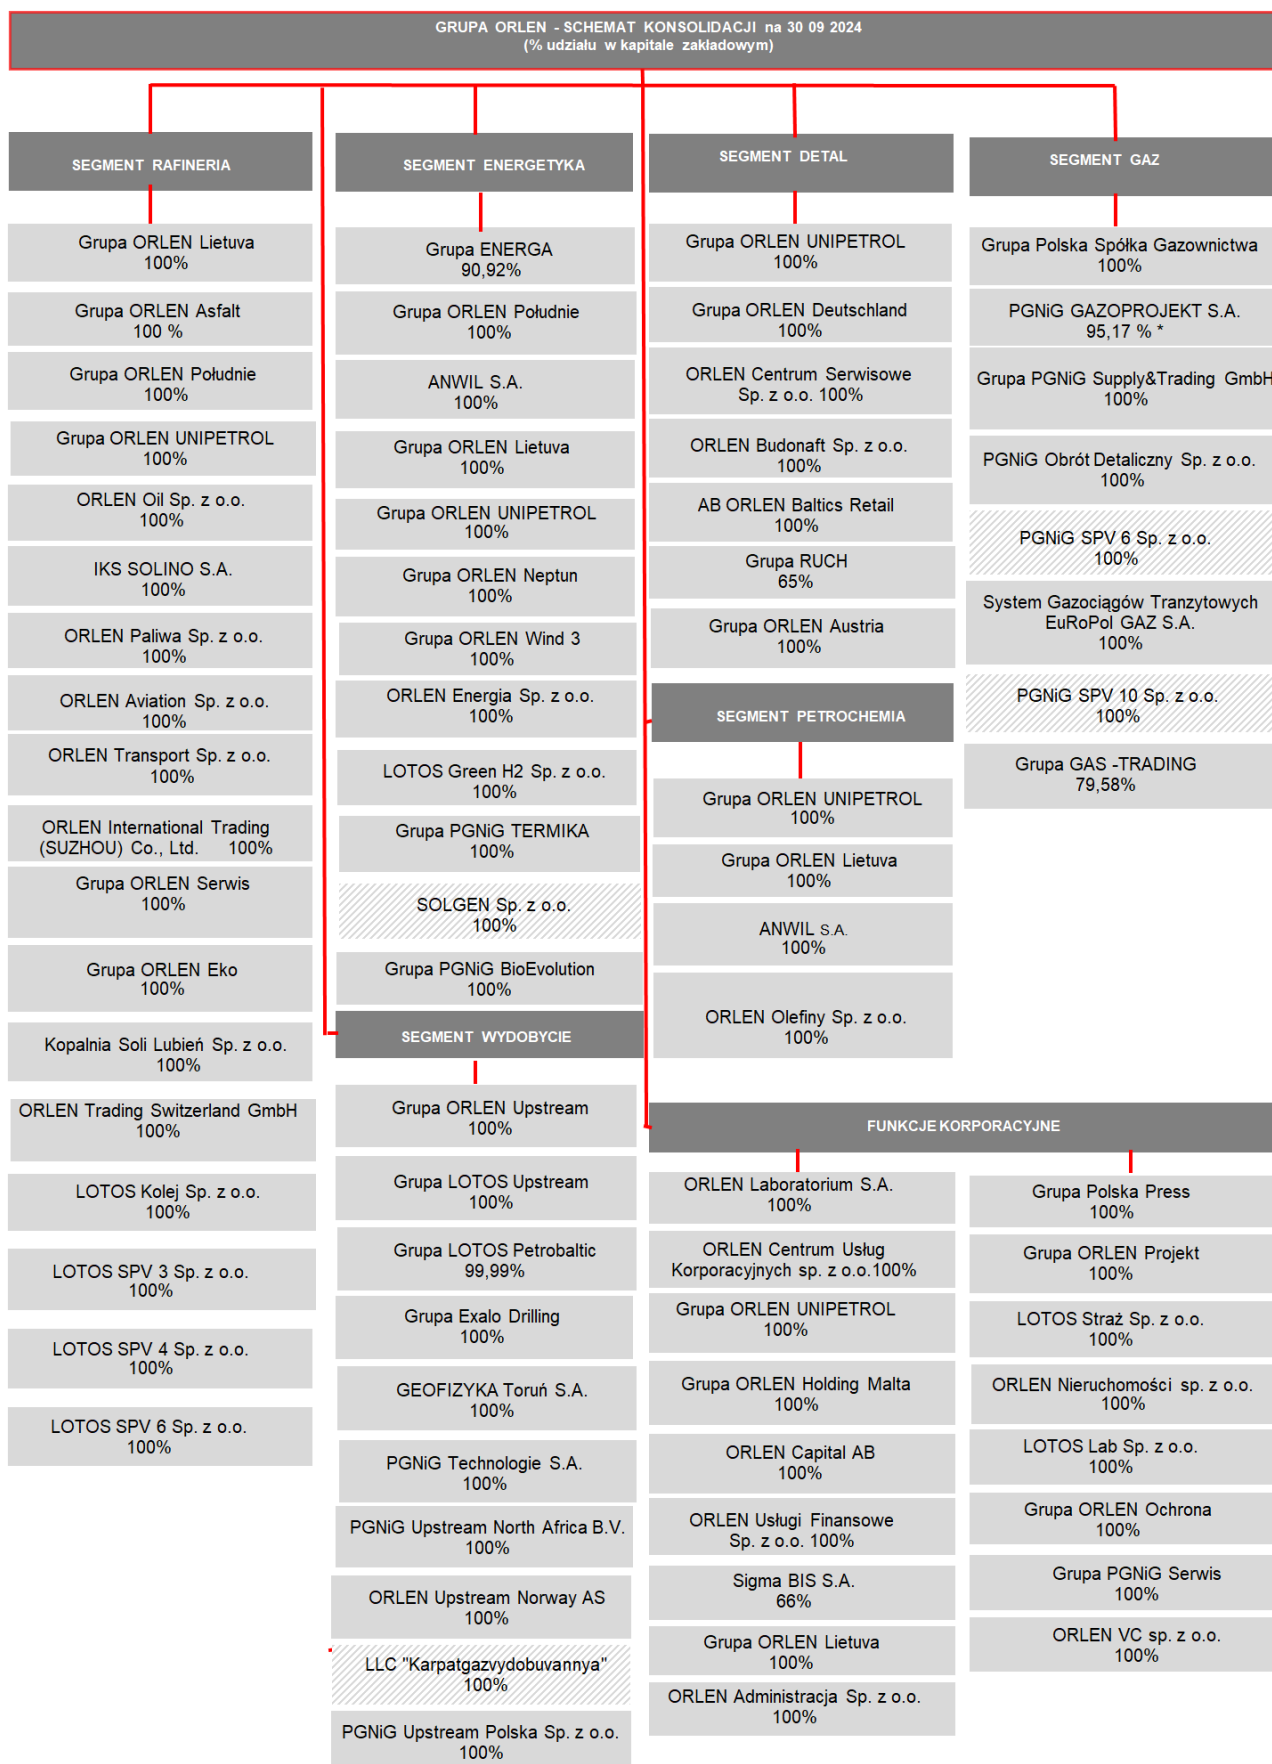 GRUPA ORLEN - SCHEMAT KONSOLIDACJI na 30 09 2024
(% udziału w kapitale zakładowym)
SEGMENT RAFINERIA
Grupa ORLEN Lietuva
100%
Grupa ORLEN Asfalt
100 %
Grupa ORLEN Południe
100%
Grupa ORLEN UNIPETROL
100%
ORLEN Oil Sp. z o.o.
100%
IKS SOLINO S.A.
100%
ORLEN Paliwa Sp. z o.o.
100%
ORLEN Aviation Sp. z o.o.
100%
ORLEN Transport Sp. z o.o.
100%
ORLEN International Trading
(SUZHOU) Co., Ltd. 100%
Grupa ORLEN Serwis
100%
Grupa ORLEN Eko
100%
Kopalnia Soli Lubień Sp. z o.o.
100%
ORLEN Trading Switzerland GmbH
100%
LOTOS Kolej Sp. z o.o.
100%
LOTOS SPV 3 Sp. z o.o.
100%
LOTOS SPV 4 Sp. z o.o.
100%
LOTOS SPV 6 Sp. z o.o.
100%
SEGMENT ENERGETYKA
Grupa ENERGA
90,92%
Grupa ORLEN Południe
100%
ANWIL S.A.
100%
Grupa ORLEN Lietuva
100%
Grupa ORLEN UNIPETROL
100%
Grupa ORLEN Neptun
100%
Grupa ORLEN Wind 3
100%
ORLEN Energia Sp. z o.o.
100%
LOTOS Green H2 Sp. z o.o.
100%
Grupa PGNiG TERMIKA
100%
SOLGEN Sp. z o.o.
100%
Grupa PGNiG BioEvolution
100%
SEGMENT WYDOBYCIE
Grupa ORLEN Upstream
100%
Grupa LOTOS Upstream
100%
Grupa LOTOS Petrobaltic
99,99%
Grupa Exalo Drilling
100%
GEOFIZYKA Toruń S.A.
100%
PGNiG Technologie S.A.
100%
PGNiG Upstream North Africa B.V.
100%
ORLEN Upstream Norway AS
100%
LLC "Karpatgazvydobuvannya"
100%
PGNiG Upstream Polska Sp. z o.o.
100%
SEGMENT DETAL
Grupa ORLEN UNIPETROL
100%
Grupa ORLEN Deutschland
100%
ORLEN Centrum Serwisowe
Sp. z o.o. 100%
ORLEN Budonaft Sp. z o.o.
100%
AB ORLEN Baltics Retail
100%
Grupa RUCH
65%
Grupa ORLEN Austria
100%
SEGMENT PETROCHEMIA
Grupa ORLEN UNIPETROL
100%
Grupa ORLEN Lietuva
100%
ANWIL S.A.
100%
ORLEN Olefiny Sp. z o.o.
100%
SEGMENT GAZ
Grupa Polska Spółka Gazownictwa
100%
PGNiG GAZOPROJEKT S.A.
95,17 % *
Grupa PGNiG Supply&Trading GmbH
100%
PGNiG Obrót Detaliczny Sp. z o.o.
100%
PGNiG SPV 6 Sp. z o.o.
100%
System Gazociągów Tranzytowych
EuRoPol GAZ S.A.
100%
PGNiG SPV 10 Sp. z o.o.
100%
Grupa GAS -TRADING
79,58%
FUNKCJE KORPORACYJNE
ORLEN Laboratorium S.A.
100%
ORLEN Centrum Usług
Korporacyjnych sp. z o.o.100%
Grupa ORLEN UNIPETROL
100%
Grupa ORLEN Holding Malta
100%
ORLEN Capital AB
100%
ORLEN Usługi Finansowe
Sp. z o.o. 100%
Sigma BIS S.A.
66%
Grupa ORLEN Lietuva
100%
ORLEN Administracja Sp. z o.o.
100%
Grupa Polska Press
100%
Grupa ORLEN Projekt
100%
LOTOS Straż Sp. z o.o.
100%
ORLEN Nieruchomości sp. z o.o.
100%
LOTOS Lab Sp. z o.o.
100%
Grupa ORLEN Ochrona
100%
Grupa PGNiG Serwis
100%
ORLEN VC sp. z o.o.
100%